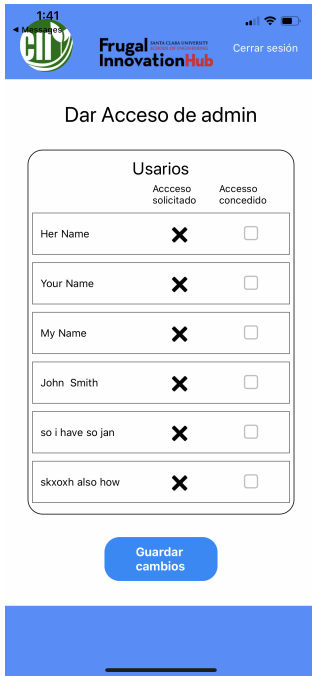 1:41
◀ Messages
Cerrar sesión
Frugal SANTA CLARA UNIVERSITY
SCHOOL OF ENGINEERING
InnovationHub
Dar Acceso de admin
Usarios
Accceso Accesso
solicitado concedido
Her Name
Your Name
My Name
John Smith
so i have so jan
skxoxh also how
Guardar
cambios